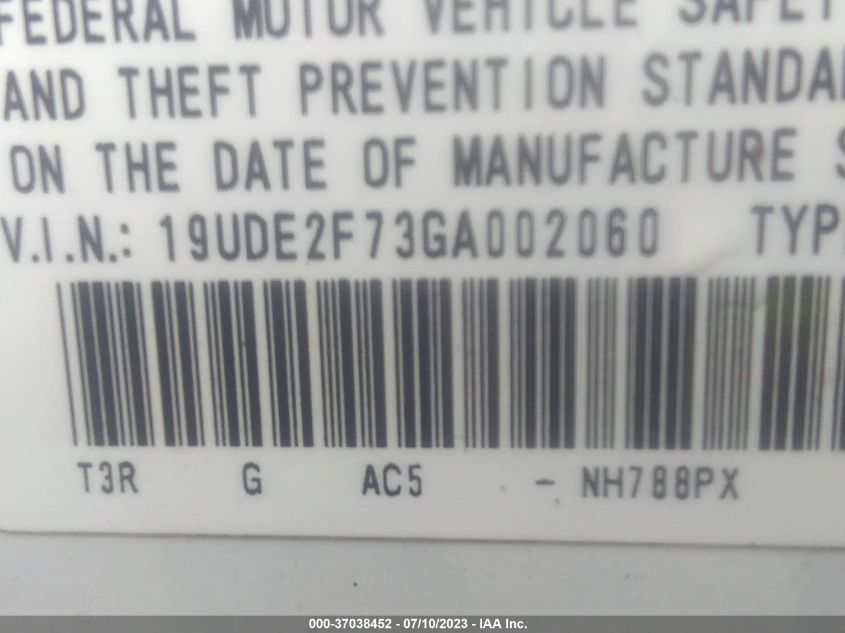 FEDERAL MOTOR VEHICLE SAFET
AND THEFT PREVENTION STANDA
ON THE DATE OF MANUFACTURE S
V.I.N.: 19UDE2F73GA002060 TYP
T3R G AC5 - NH788PX
000-37038452 - 07/10/2023 - IAA Inc.